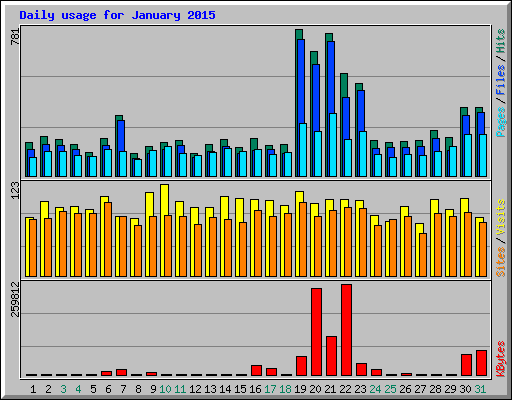 Daily usage for January 2015
781
Pages / Files / Hits
123
Sites / Visits
259812
KBytes
1 2 3 4 5 6 7 8 9 10 11 12 13 14 15 16 17 18 19 20 21 22 23 24 25 26 27 28 29 30 31